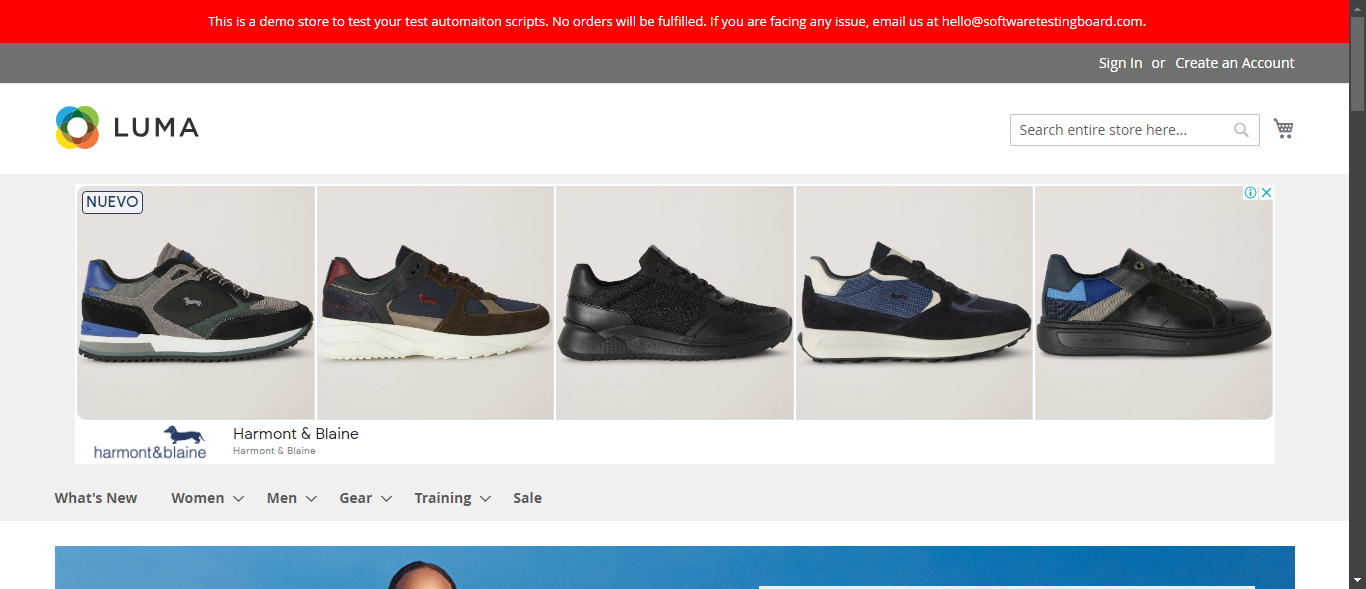 This is a demo store to test your test automaiton scripts. No orders will be fulfilled. If you are facing any issue, email us at hello@softwaretestingboard.com.
Sign In or Create an Account
LUMA
Search entire store here...
NUEVO
harmont&blaine
Harmont & Blaine
Harmont & Blaine
What's New Women Men Gear Training Sale